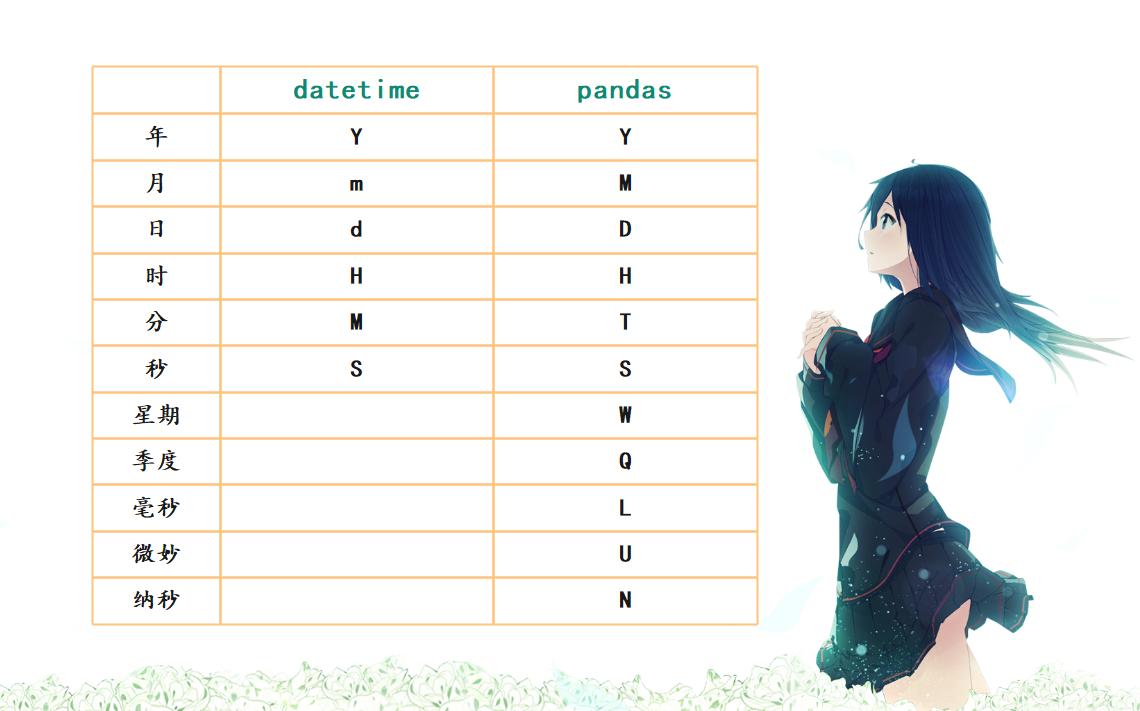 datetime pandas
年 Y Y
月 m M
日 d D
时 H H
分 M T
秒 S S
星期 W
季度 Q
毫秒 L
微妙 U
纳秒 N